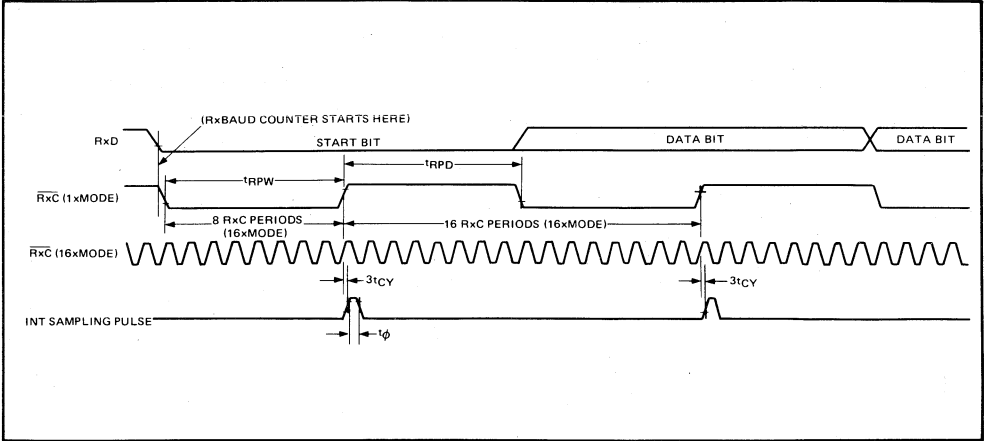 (RxBAUD COUNTER STARTS HERE)
RxD
START BIT
DATA BIT
DATA BIT
tRPW
tRPD
RxC (1xMODE)
8 RxC PERIODS
(16xMODE)
16 RxC PERIODS (16xMODE)
RxC (16xMODE)
3tCY
3tCY
INT SAMPLING PULSE
tϕ